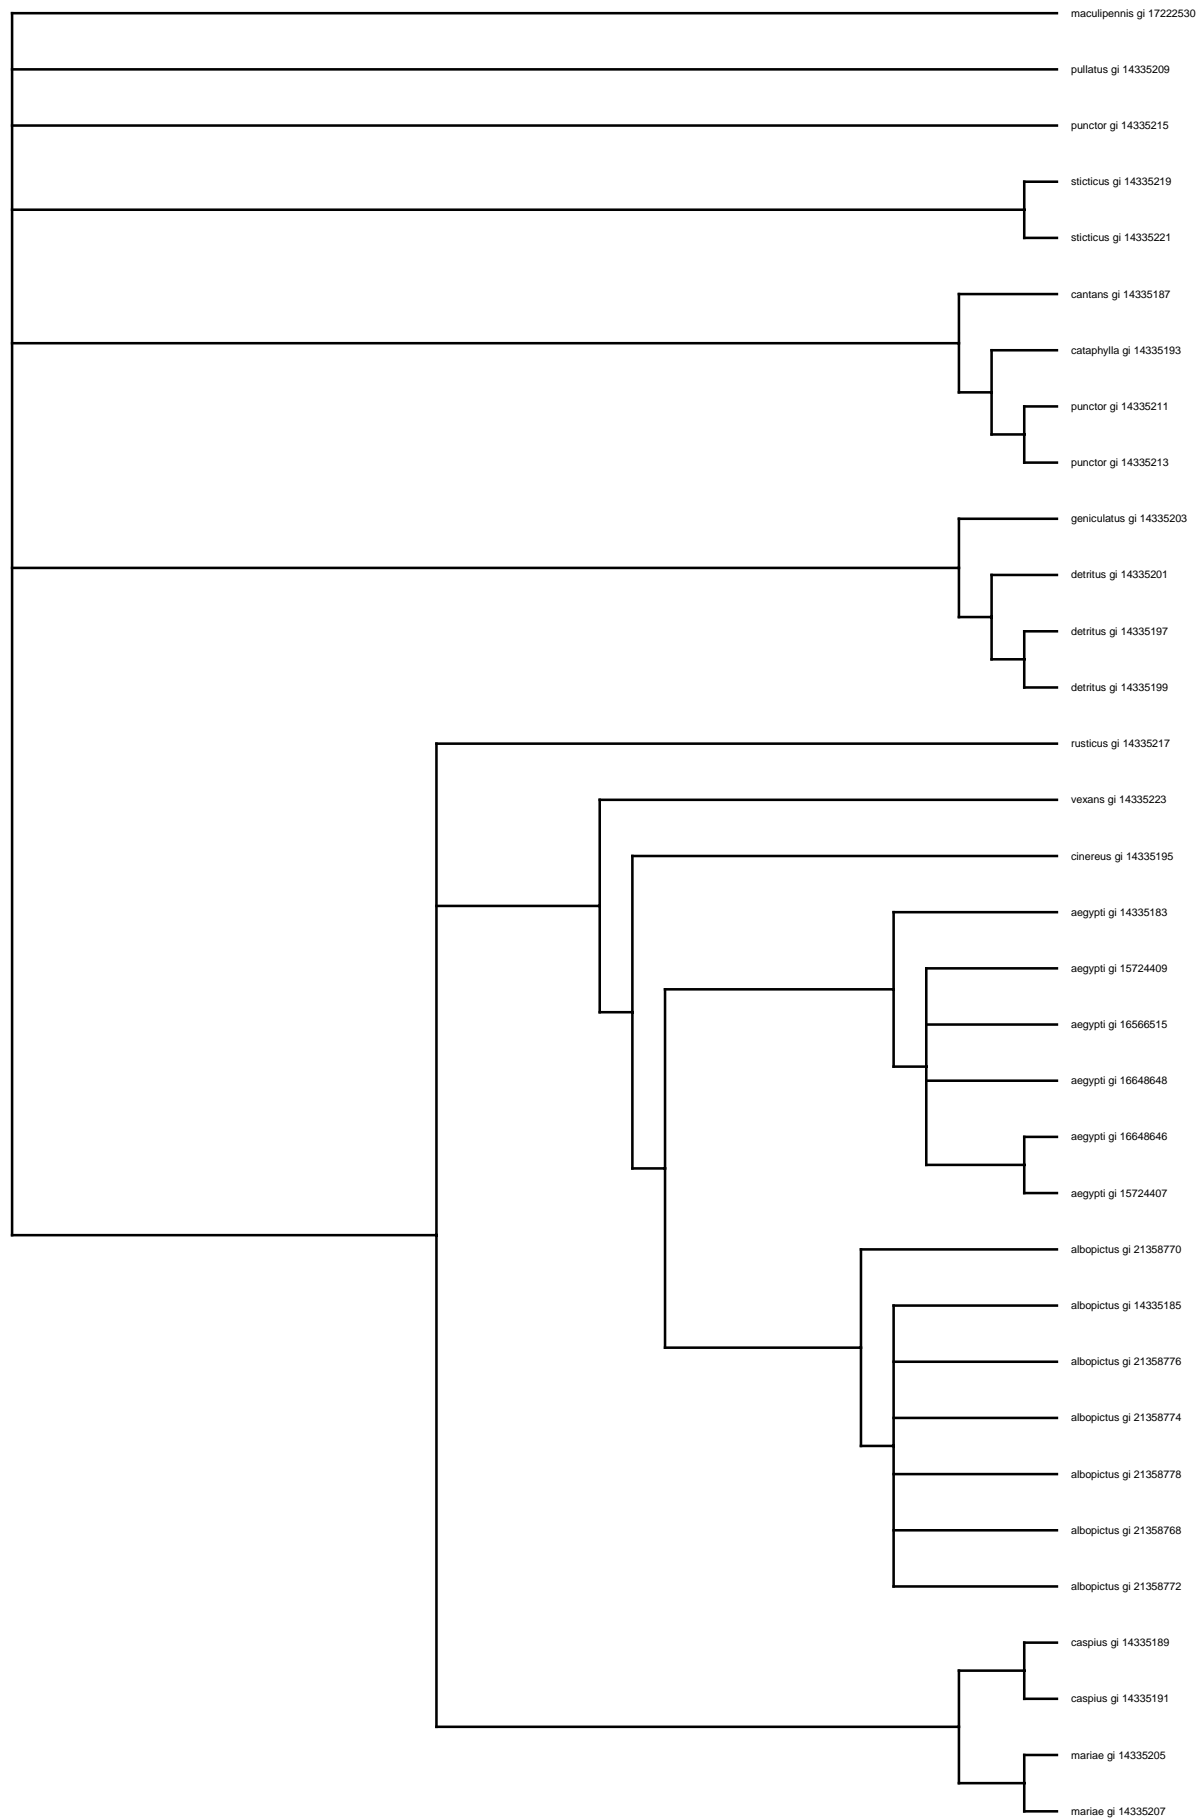 maculipennis gi 17222530
pullatus gi 14335209
punctor gi 14335215
sticticus gi 14335219
sticticus gi 14335221
cantans gi 14335187
cataphylla gi 14335193
punctor gi 14335211
punctor gi 14335213
geniculatus gi 14335203
detritus gi 14335201
detritus gi 14335197
detritus gi 14335199
rusticus gi 14335217
vexans gi 14335223
cinereus gi 14335195
aegypti gi 14335183
aegypti gi 15724409
aegypti gi 16566515
aegypti gi 16648648
aegypti gi 16648646
aegypti gi 15724407
albopictus gi 21358770
albopictus gi 14335185
albopictus gi 21358776
albopictus gi 21358774
albopictus gi 21358778
albopictus gi 21358768
albopictus gi 21358772
caspius gi 14335189
caspius gi 14335191
mariae gi 14335205
mariae gi 14335207